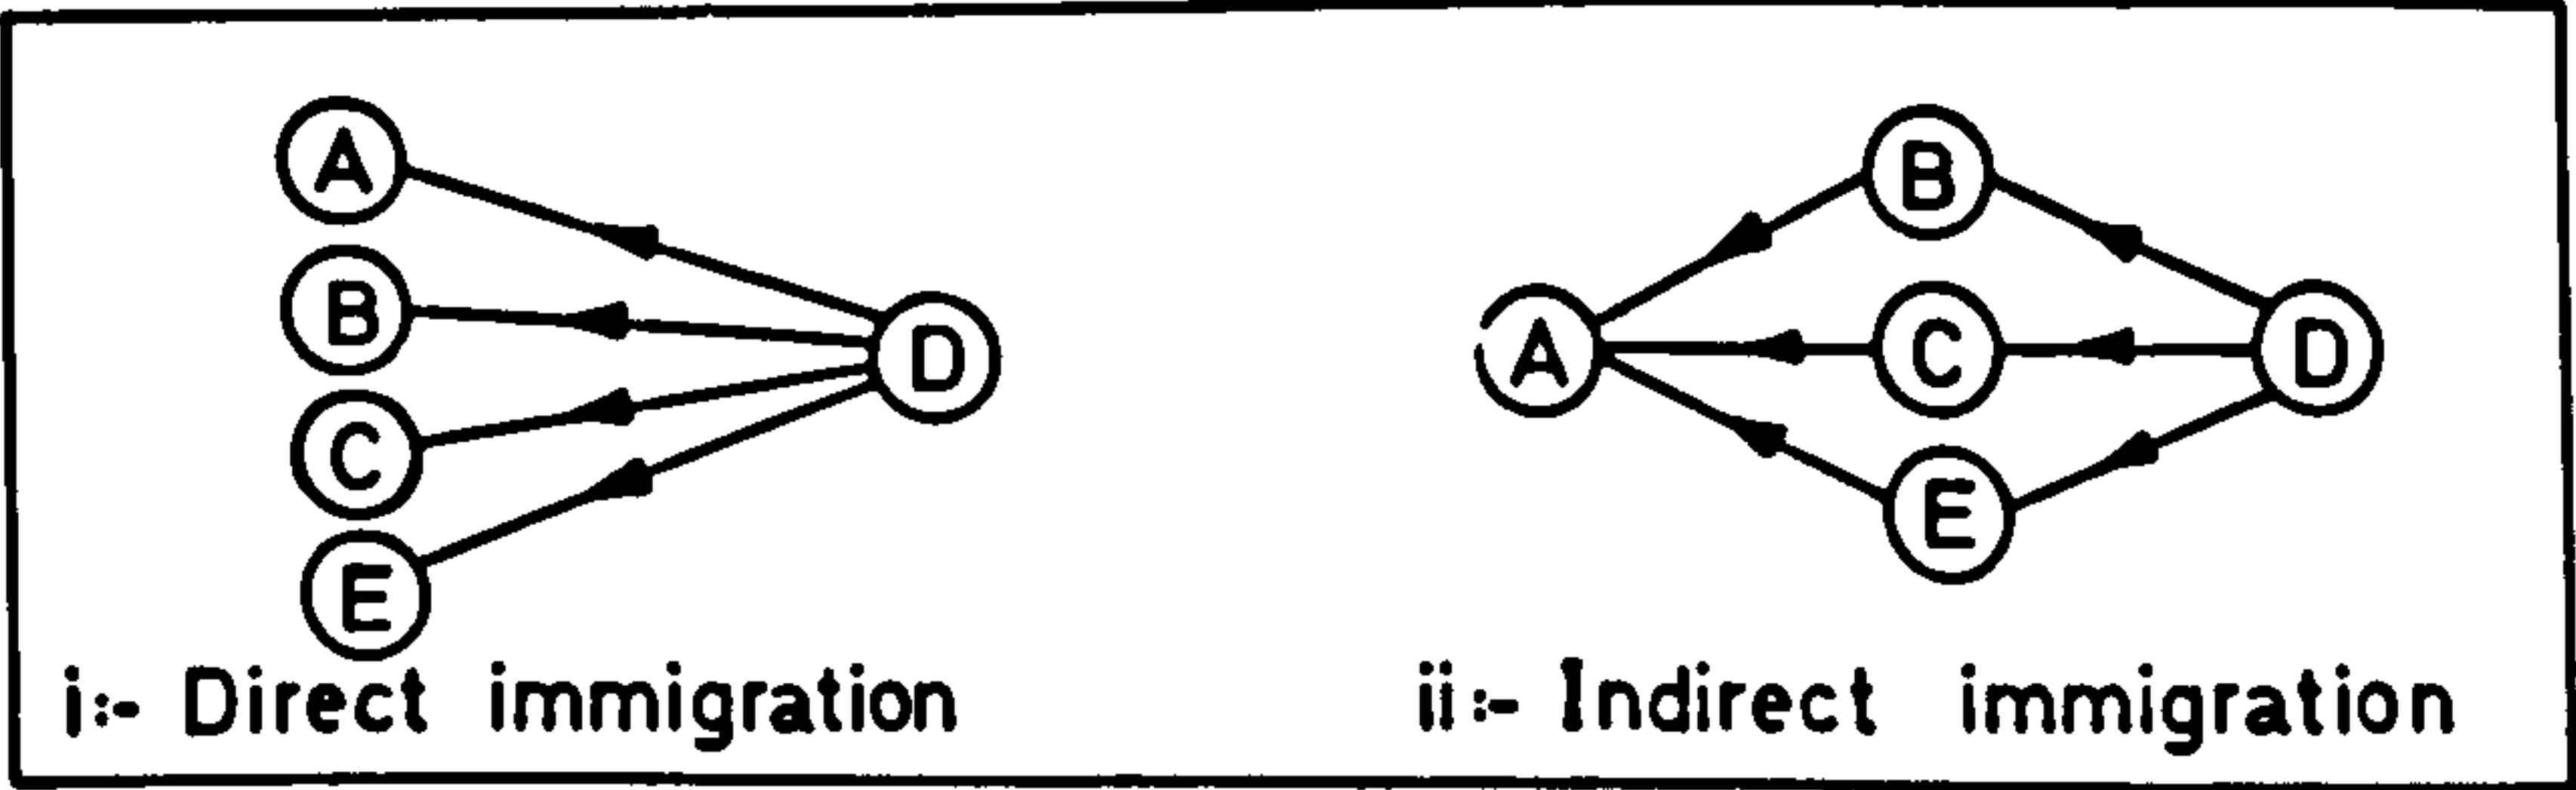 A
B
C
E
D
i:- Direct immigration
B
A
C
D
E
ii:- Indirect immigration